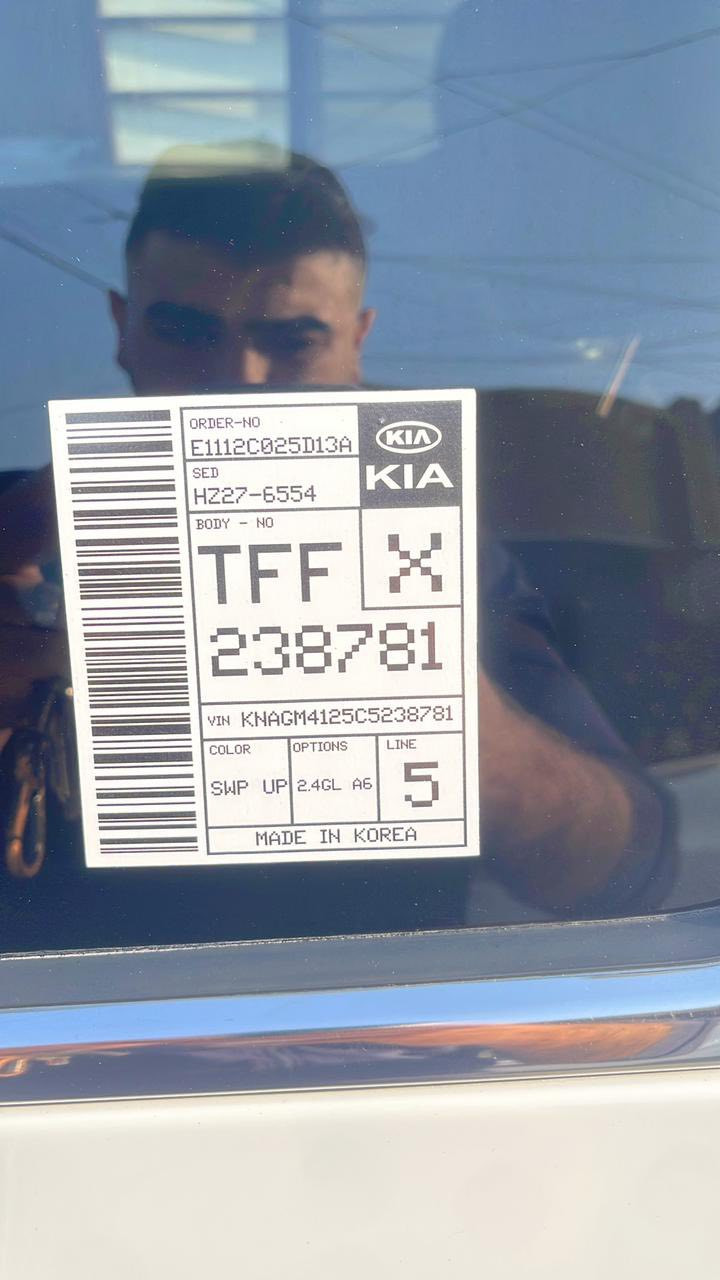 ORDER-NO
E1112C025D13A
KIA
KIA
SED
HZ27-6554
BODY - NO
TFF X
238781
VIN KNAGM4125C5238781
COLOR OPTIONS LINE
SWP UP 2.4GL A6 5
MADE IN KOREA